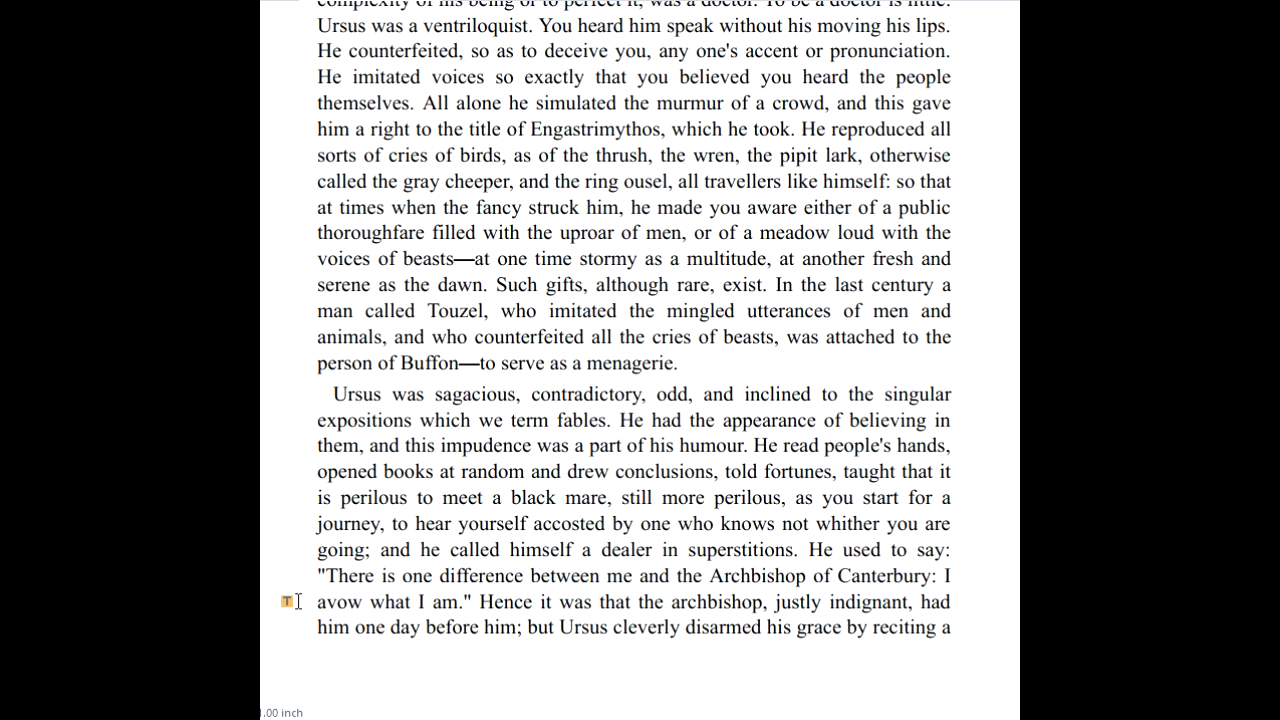 complexity of his being or to perfect it, was a doctor. To be a doctor is little.
Ursus was a ventriloquist. You heard him speak without his moving his lips.
He counterfeited, so as to deceive you, any one's accent or pronunciation.
He imitated voices so exactly that you believed you heard the people
themselves. All alone he simulated the murmur of a crowd, and this gave
him a right to the title of Engastrimythos, which he took. He reproduced all
sorts of cries of birds, as of the thrush, the wren, the pipit lark, otherwise
called the gray cheeper, and the ring ousel, all travellers like himself: so that
at times when the fancy struck him, he made you aware either of a public
thoroughfare filled with the uproar of men, or of a meadow loud with the
voices of beasts—at one time stormy as a multitude, at another fresh and
serene as the dawn. Such gifts, although rare, exist. In the last century a
man called Touzel, who imitated the mingled utterances of men and
animals, and who counterfeited all the cries of beasts, was attached to the
person of Buffon—to serve as a menagerie.
Ursus was sagacious, contradictory, odd, and inclined to the singular
expositions which we term fables. He had the appearance of believing in
them, and this impudence was a part of his humour. He read people's hands,
opened books at random and drew conclusions, told fortunes, taught that it
is perilous to meet a black mare, still more perilous, as you start for a
journey, to hear yourself accosted by one who knows not whither you are
going; and he called himself a dealer in superstitions. He used to say:
"There is one difference between me and the Archbishop of Canterbury: I
T avow what I am." Hence it was that the archbishop, justly indignant, had
him one day before him; but Ursus cleverly disarmed his grace by reciting a
.00 inch